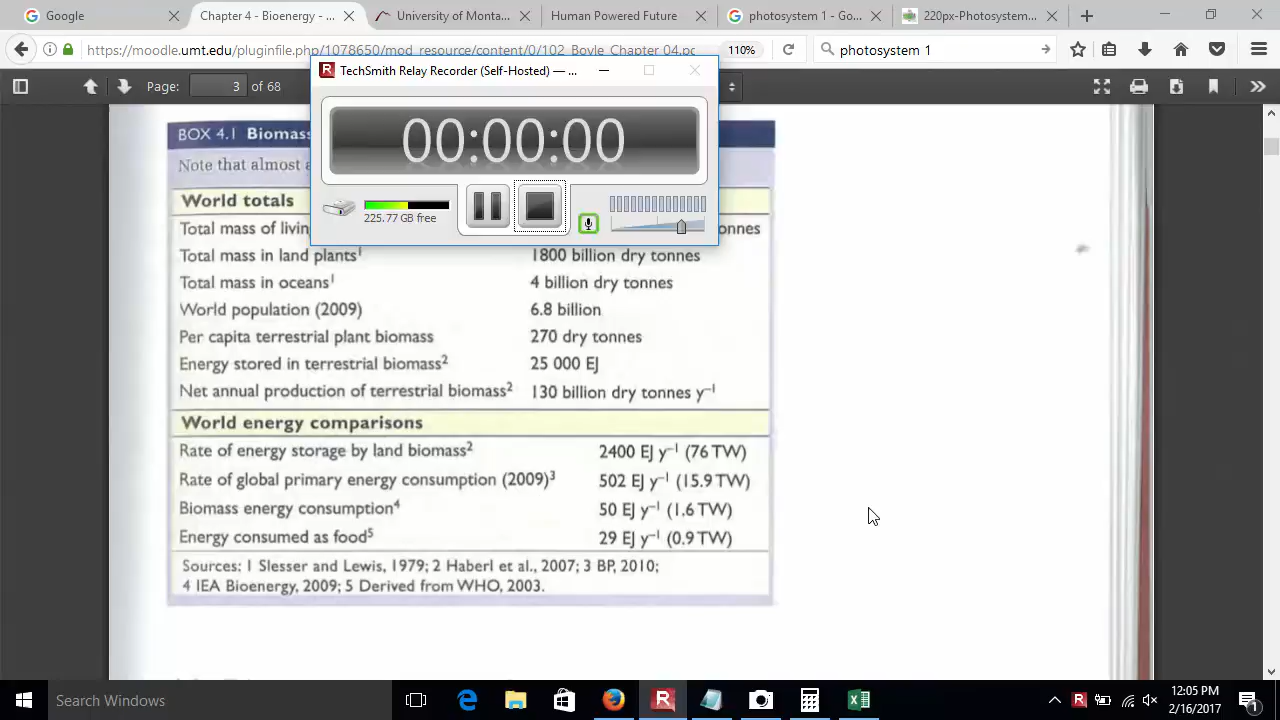 Google
Chapter 4 - Bioenergy - ...
University of Monta...
Human Powered Future
photosystem 1 - Go...
220px-Photosystem...
https://moodle.umt.edu/pluginfile.php/1078650/mod_resource/content/0/102_Boyle_Chapter_04.pc
110%
photosystem 1
Page: 3 of 68
TechSmith Relay Recorder (Self-Hosted) — ...
00:00:00
225.77 GB free
BOX 4.1 Biomass
Note that almost a
World totals
Total mass of livin onnes
Total mass in land plants¹ 1800 billion dry tonnes
Total mass in oceans¹ 4 billion dry tonnes
World population (2009) 6.8 billion
Per capita terrestrial plant biomass 270 dry tonnes
Energy stored in terrestrial biomass² 25 000 EJ
Net annual production of terrestrial biomass² 130 billion dry tonnes y⁻¹
World energy comparisons
Rate of energy storage by land biomass² 2400 EJ y⁻¹ (76 TW)
Rate of global primary energy consumption (2009)³ 502 EJ y⁻¹ (15.9 TW)
Biomass energy consumption⁴ 50 EJ y⁻¹ (1.6 TW)
Energy consumed as food⁵ 29 EJ y⁻¹ (0.9 TW)
Sources: 1 Slesser and Lewis, 1979; 2 Haberl et al., 2007; 3 BP, 2010;
4 IEA Bioenergy, 2009; 5 Derived from WHO, 2003.
Search Windows
12:05 PM
2/16/2017